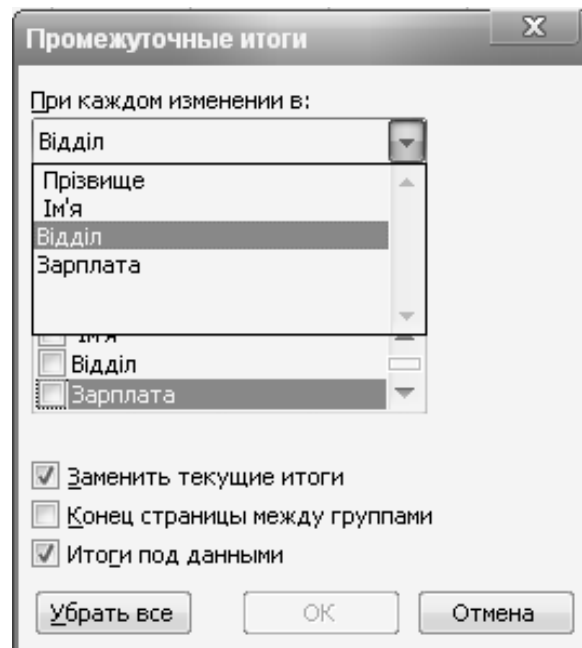 Промежуточные итоги
При каждом изменении в:
Відділ
Прізвище
Ім'я
Відділ
Зарплата
Ім'я
Відділ
Зарплата
Заменить текущие итоги
Конец страницы между группами
Итоги под данными
Убрать все ОК Отмена